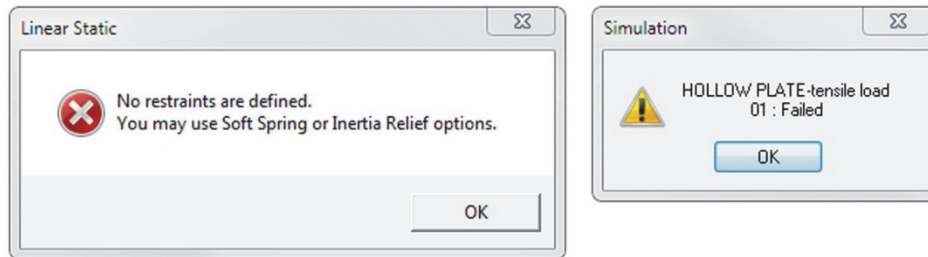 Linear Static
No restraints are defined.
You may use Soft Spring or Inertia Relief options.
OK
Simulation
HOLLOW PLATE-tensile load
01 : Failed
OK